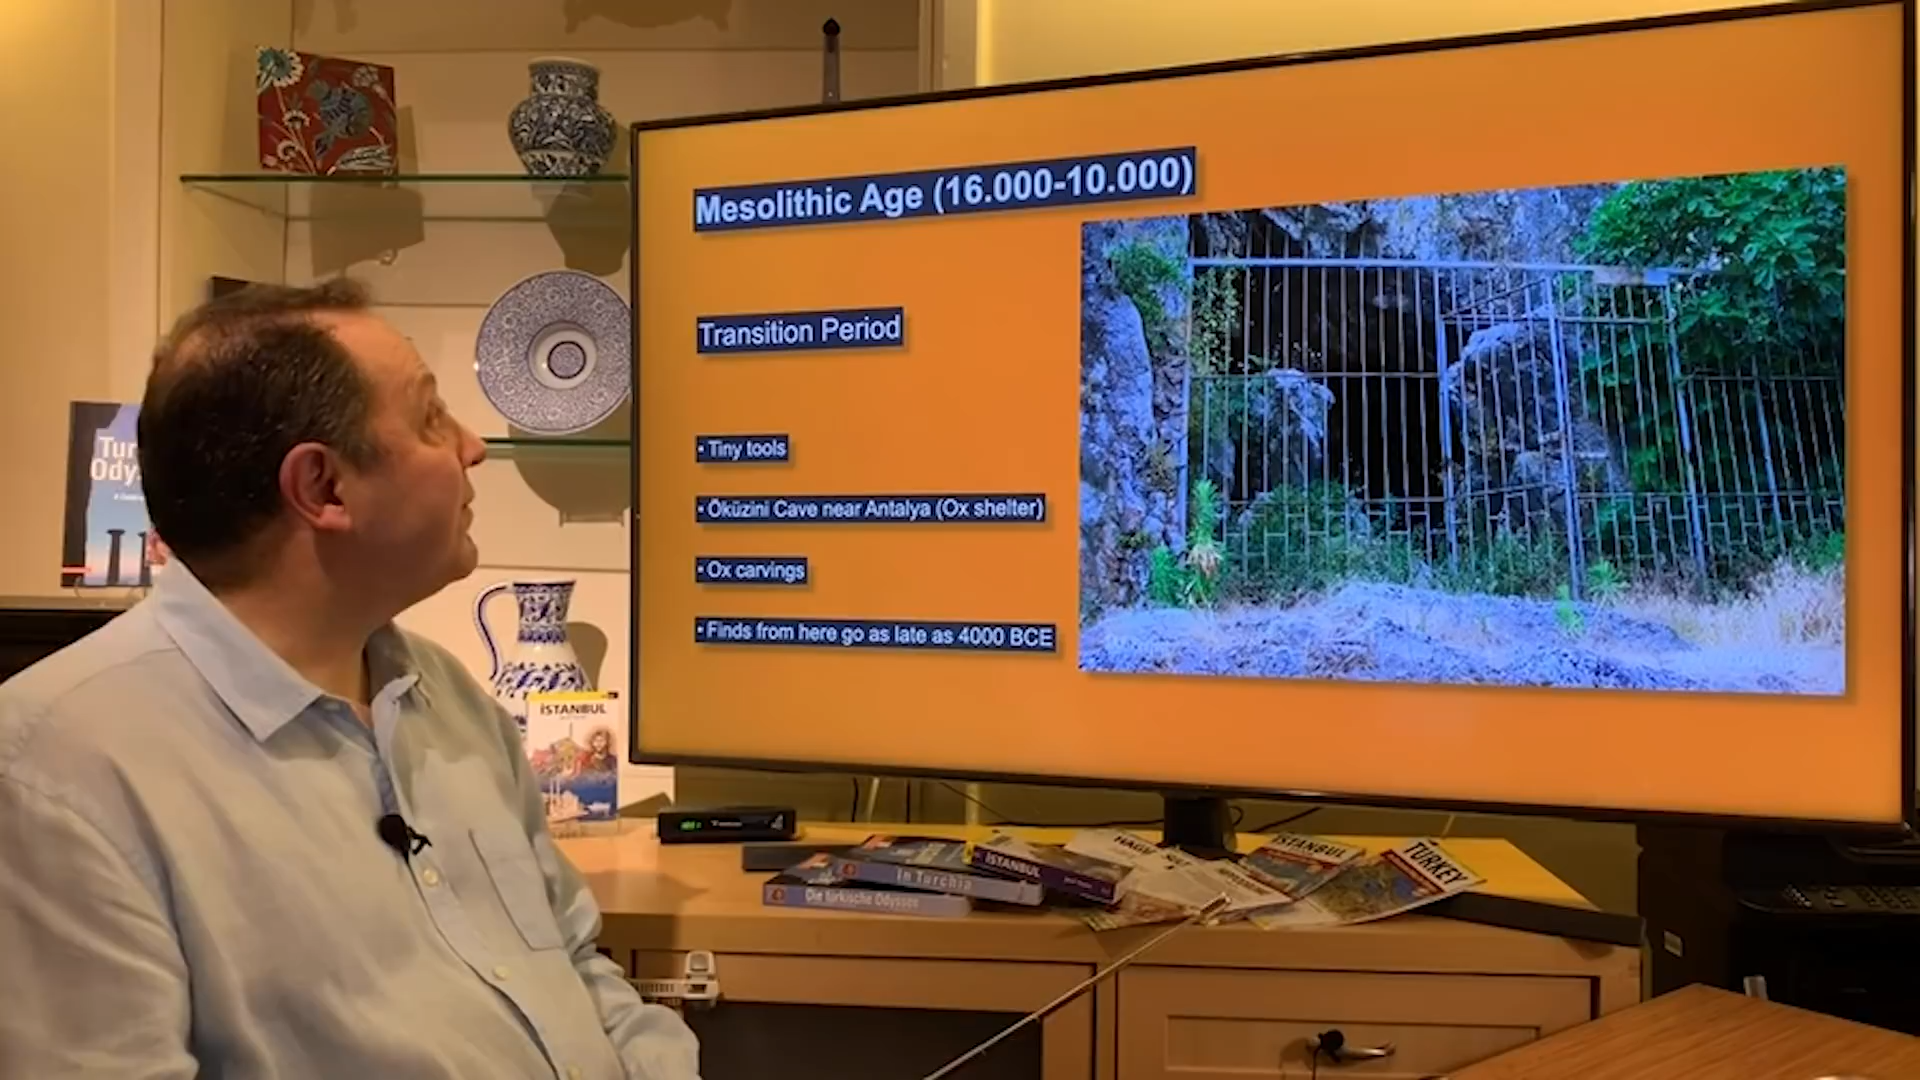 Mesolithic Age (16.000-10.000)
Transition Period
• Tiny tools
• Öküzini Cave near Antalya (Ox shelter)
• Ox carvings
• Finds from here go as late as 4000 BCE
İSTANBUL
İSTANBUL
In Turchia
Die türkische Odyssee
İSTANBUL
TURKEY